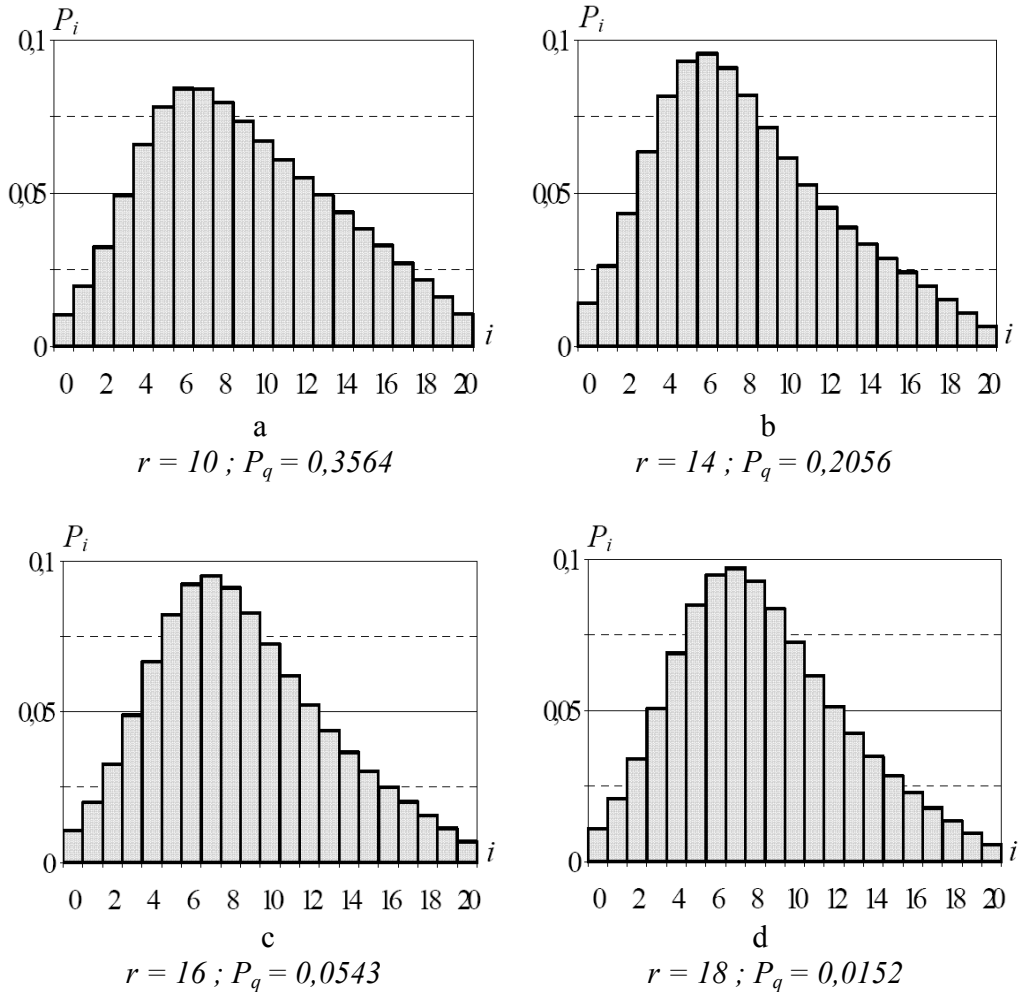 P_i
0,1
0,05
0
i
0 2 4 6 8 10 12 14 16 18 20
a
r = 10 ; P_q = 0,3564
P_i
0,1
0,05
0
i
0 2 4 6 8 10 12 14 16 18 20
b
r = 14 ; P_q = 0,2056
P_i
0,1
0,05
0
i
0 2 4 6 8 10 12 14 16 18 20
c
r = 16 ; P_q = 0,0543
P_i
0,1
0,05
0
i
0 2 4 6 8 10 12 14 16 18 20
d
r = 18 ; P_q = 0,0152